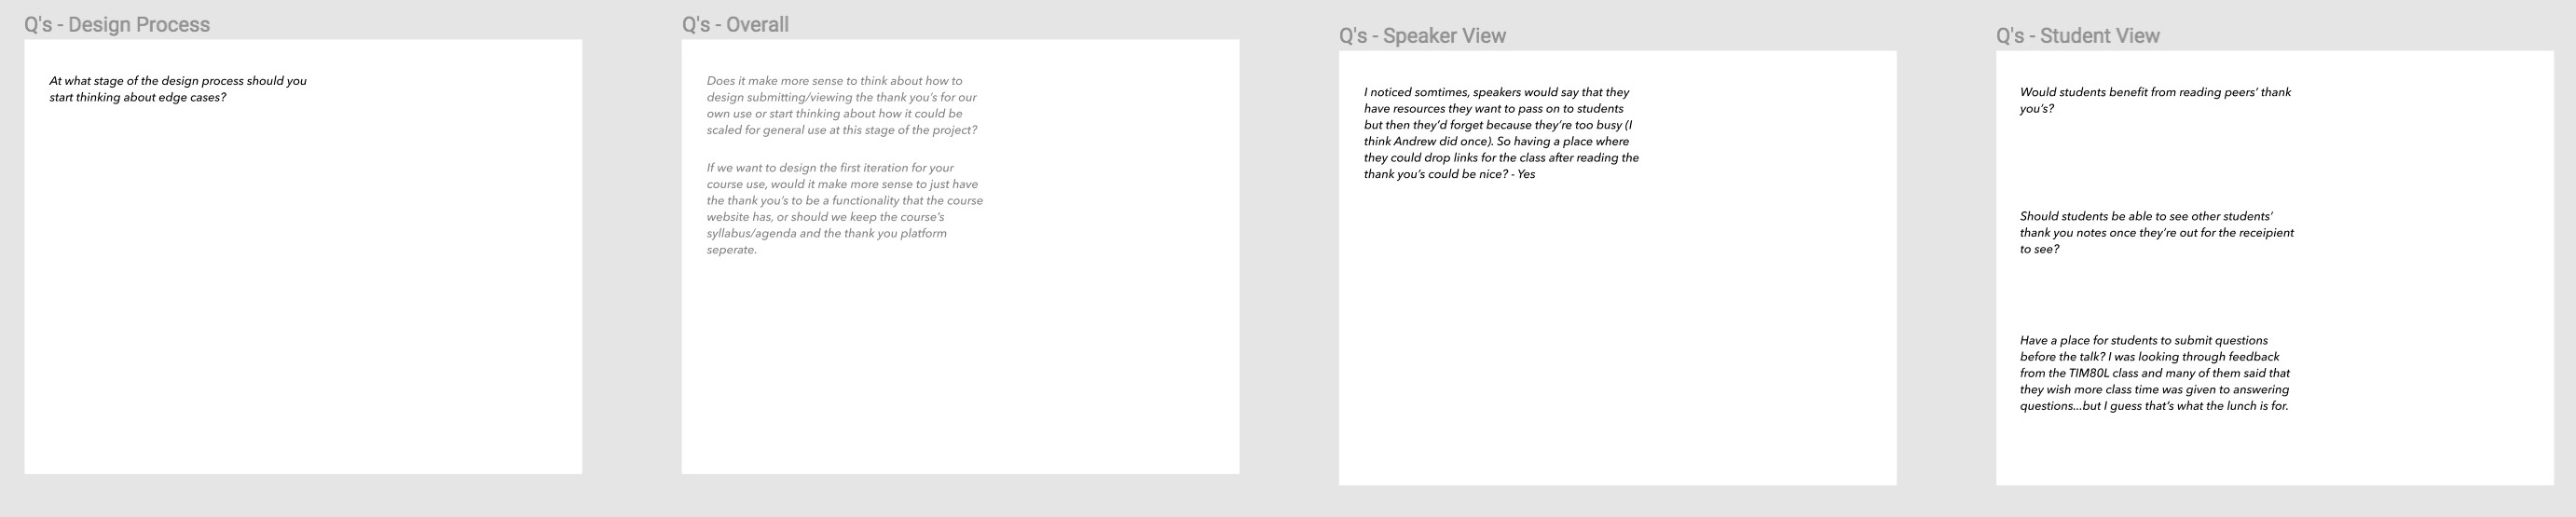 Q's - Design Process
At what stage of the design process should you
start thinking about edge cases?
Q's - Overall
Does it make more sense to think about how to
design submitting/viewing the thank you's for our
own use or start thinking about how it could be
scaled for general use at this stage of the project?
If we want to design the first iteration for your
course use, would it make more sense to just have
the thank you's to be a functionality that the course
website has, or should we keep the course's
syllabus/agenda and the thank you platform
seperate.
Q's - Speaker View
I noticed somtimes, speakers would say that they
have resources they want to pass on to students
but then they'd forget because they're too busy (I
think Andrew did once). So having a place where
they could drop links for the class after reading the
thank you's could be nice? - Yes
Q's - Student View
Would students benefit from reading peers' thank
you's?
Should students be able to see other students'
thank you notes once they're out for the receipient
to see?
Have a place for students to submit questions
before the talk? I was looking through feedback
from the TIM80L class and many of them said that
they wish more class time was given to answering
questions...but I guess that's what the lunch is for.